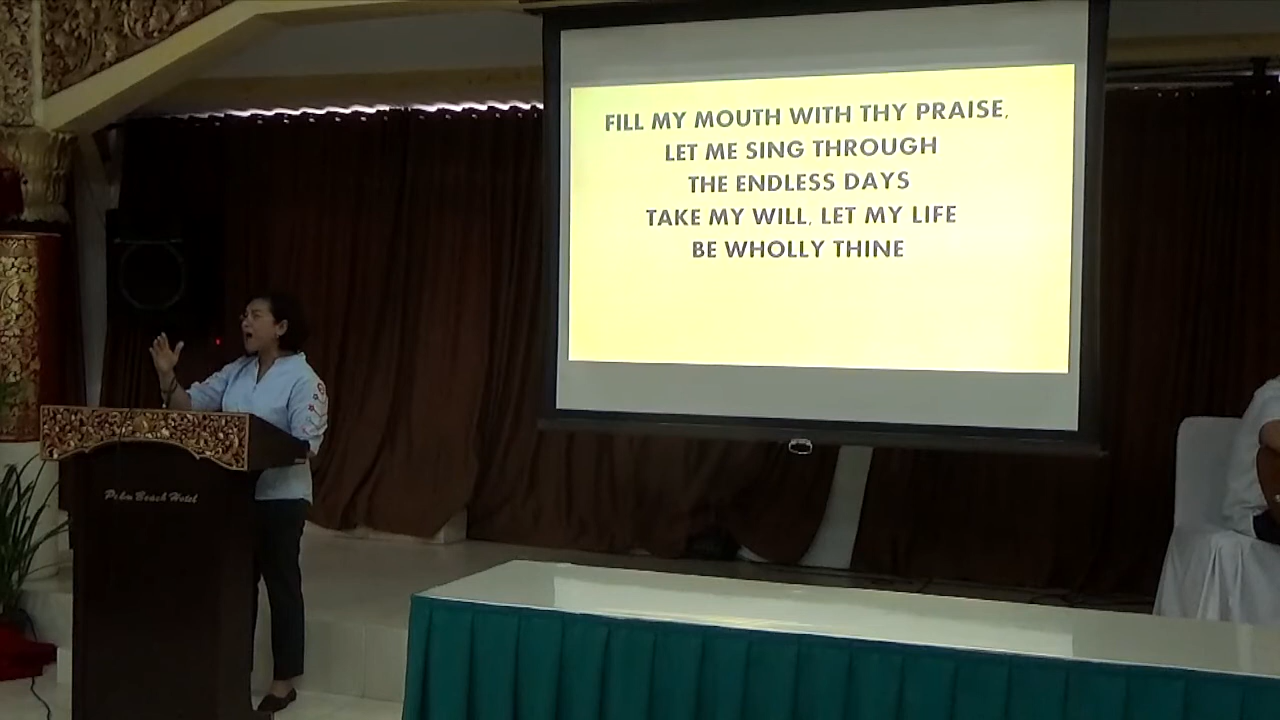 FILL MY MOUTH WITH THY PRAISE,
LET ME SING THROUGH
THE ENDLESS DAYS
TAKE MY WILL, LET MY LIFE
BE WHOLLY THINE
Palm Beach Hotel